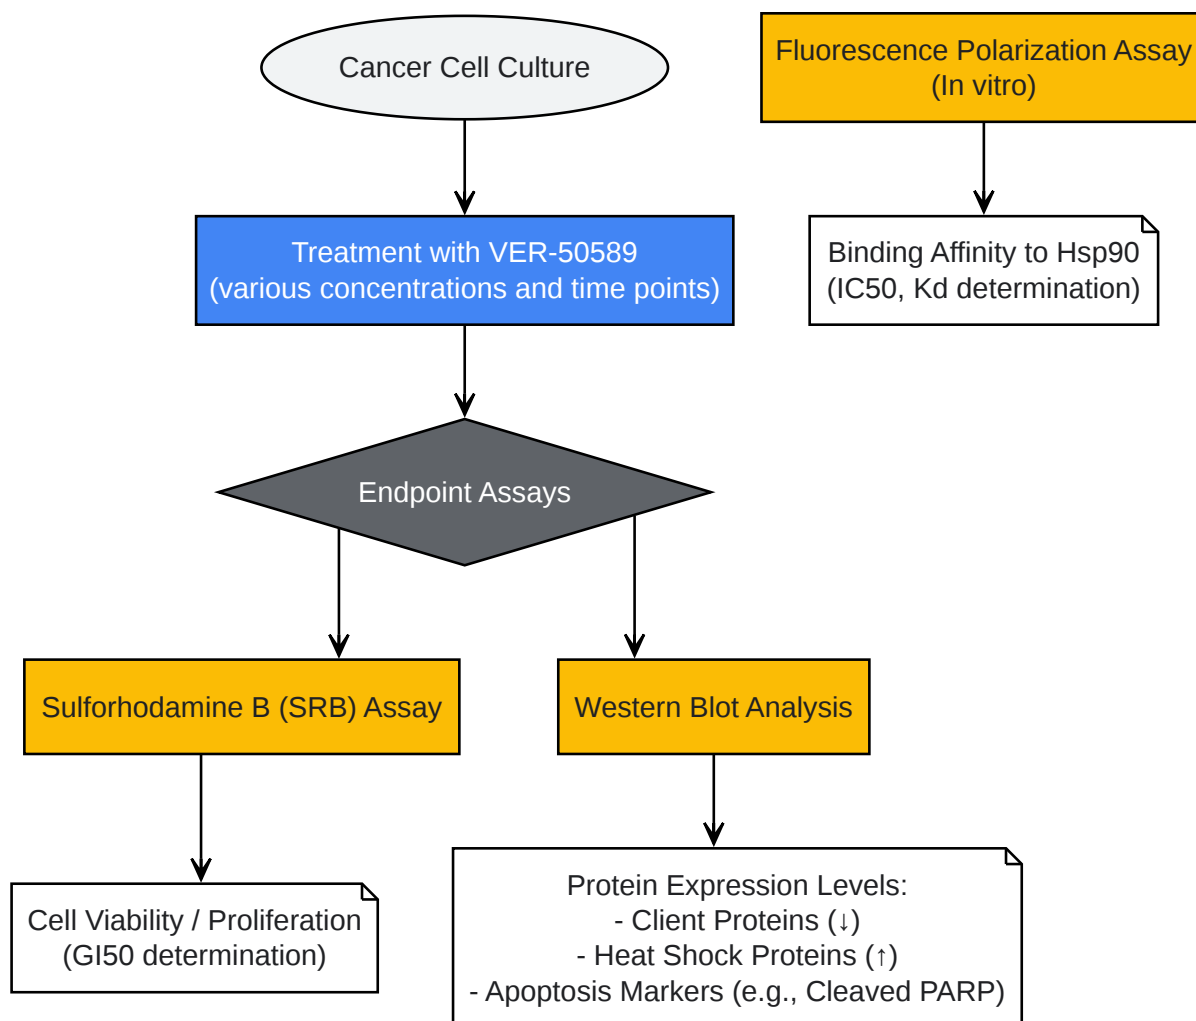 Cancer Cell Culture
Fluorescence Polarization Assay
(In vitro)
Treatment with VER-50589
(various concentrations and time points)
Binding Affinity to Hsp90
(IC50, Kd determination)
Endpoint Assays
Sulforhodamine B (SRB) Assay
Western Blot Analysis
Cell Viability / Proliferation
(GI50 determination)
Protein Expression Levels:
- Client Proteins (↓)
- Heat Shock Proteins (↑)
- Apoptosis Markers (e.g., Cleaved PARP)